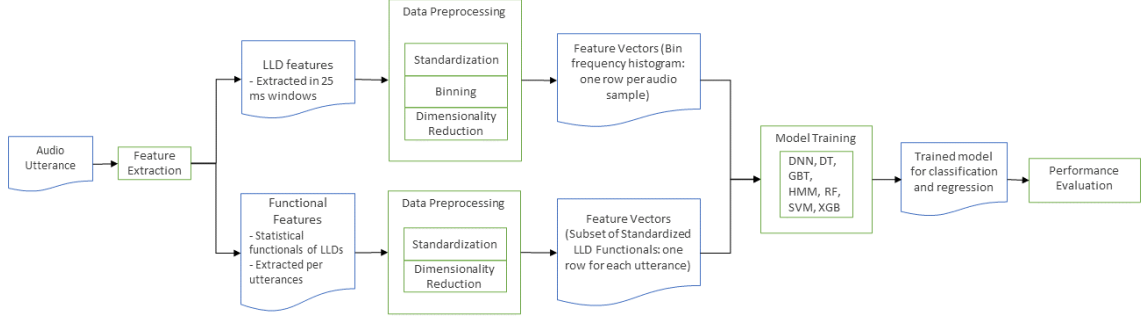 Audio
Utterance
Feature
Extraction
LLD features
- Extracted in 25
ms windows
Data Preprocessing
Standardization
Binning
Dimensionality
Reduction
Feature Vectors (Bin
frequency histogram:
one row per audio
sample)
Functional
Features
- Statistical
functionals of LLDs
- Extracted per
utterances
Data Preprocessing
Standardization
Dimensionality
Reduction
Feature Vectors
(Subset of Standardized
LLD Functionals: one
row for each utterance)
Model Training
DNN, DT,
GBT,
HMM, RF,
SVM, XGB
Trained model
for classification
and regression
Performance
Evaluation